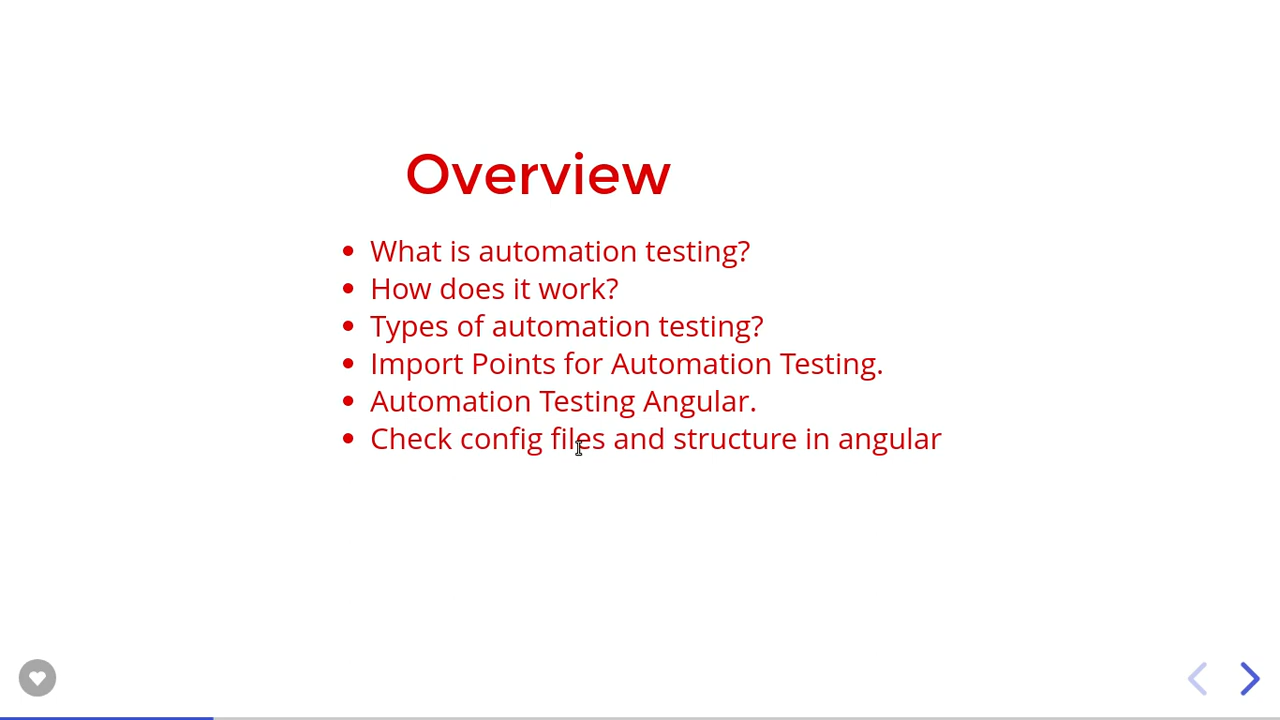 Overview
• What is automation testing?
• How does it work?
• Types of automation testing?
• Import Points for Automation Testing.
• Automation Testing Angular.
• Check config files and structure in angular